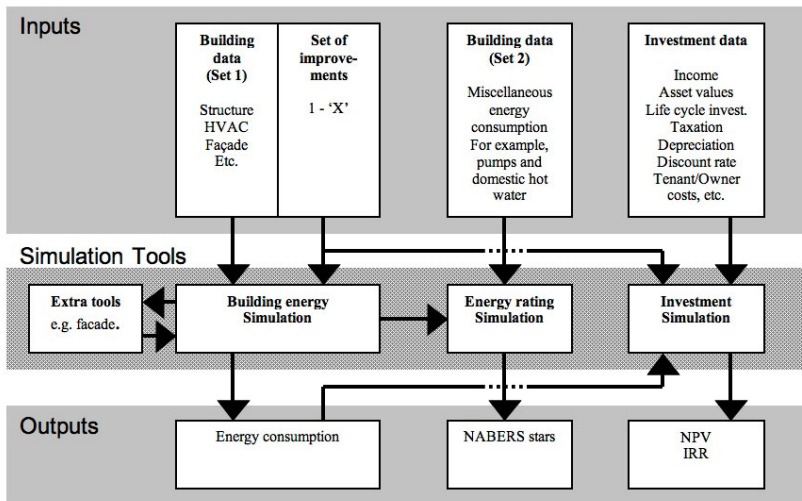 Inputs
Building
data
(Set 1)
Structure
HVAC
Façade
Etc.
Set of
improve-
ments
1 - ‘X’
Building data
(Set 2)
Miscellaneous
energy
consumption
For example,
pumps and
domestic hot
water
Investment data
Income
Asset values
Life cycle invest.
Taxation
Depreciation
Discount rate
Tenant/Owner
costs, etc.
Simulation Tools
Extra tools
e.g. facade.
Building energy
Simulation
Energy rating
Simulation
Investment
Simulation
Outputs
Energy consumption
NABERS stars
NPV
IRR